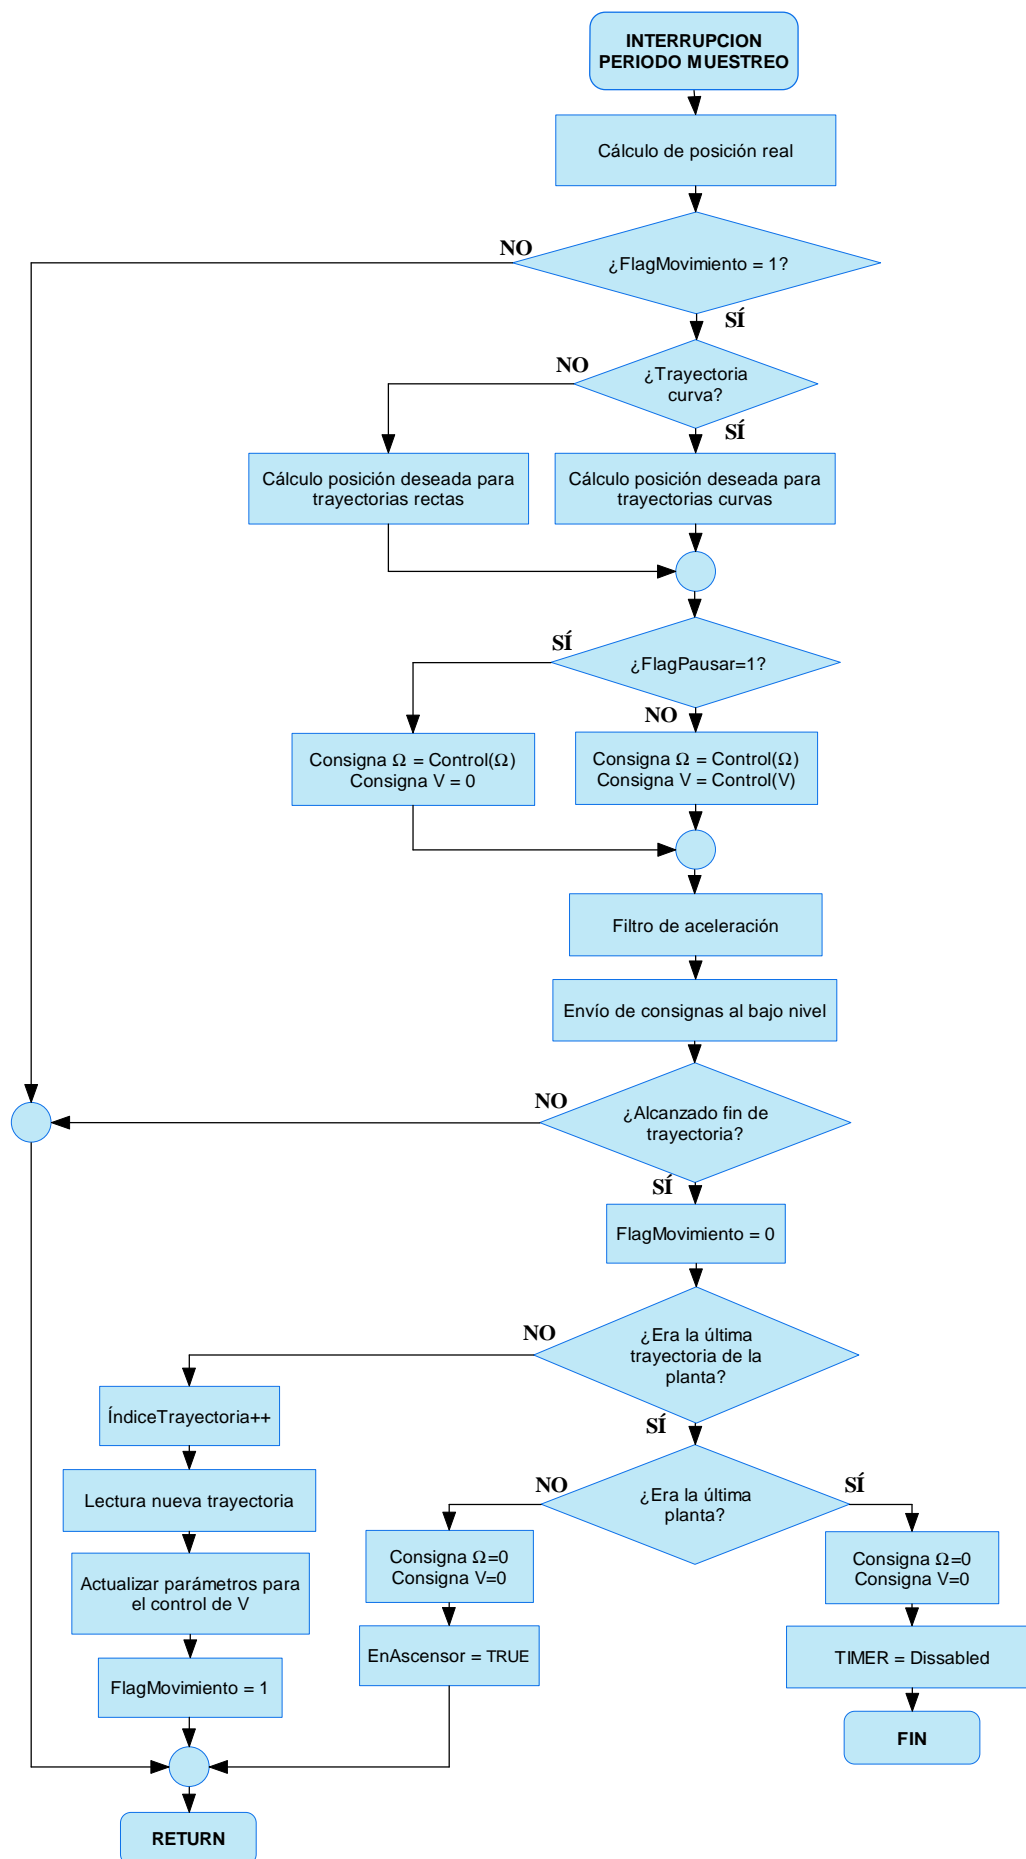 INTERRUPCION
PERIODO MUESTREO
Cálculo de posición real
NO
¿FlagMovimiento = 1?
SÍ
NO
¿Trayectoria
curva?
SÍ
Cálculo posición deseada para
trayectorias rectas
Cálculo posición deseada para
trayectorias curvas
SÍ
¿FlagPausar=1?
NO
Consigna Ω = Control(Ω)
Consigna V = 0
Consigna Ω = Control(Ω)
Consigna V = Control(V)
Filtro de aceleración
Envío de consignas al bajo nivel
NO
¿Alcanzado fin de
trayectoria?
SÍ
FlagMovimiento = 0
NO
¿Era la última
trayectoria de la
planta?
SÍ
ÍndiceTrayectoria++
Lectura nueva trayectoria
Actualizar parámetros para
el control de V
FlagMovimiento = 1
NO
¿Era la última
planta?
SÍ
Consigna Ω=0
Consigna V=0
EnAscensor = TRUE
Consigna Ω=0
Consigna V=0
TIMER = Dissabled
FIN
RETURN